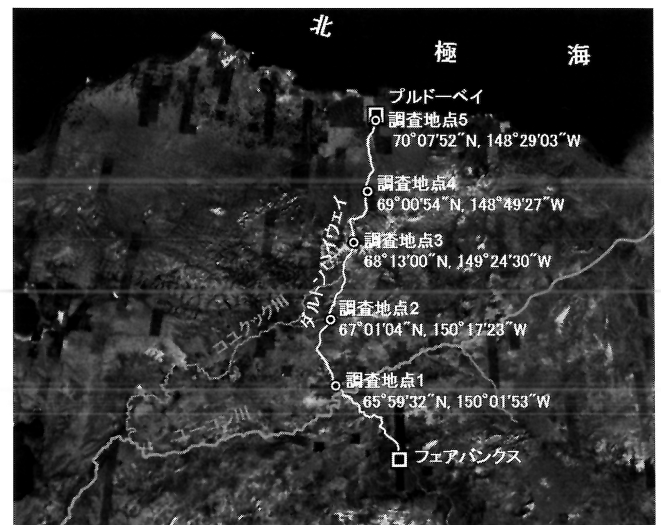 北極海
プルドーベイ
調査地点5
70°07'52"N, 148°29'03"W
調査地点4
69°00'54"N, 148°49'27"W
ダルトンハイウェイ
調査地点3
68°13'00"N, 149°24'30"W
コユクック川
調査地点2
67°01'04"N, 150°17'23"W
調査地点1
65°59'32"N, 150°01'53"W
ユーコン川
フェアバンクス